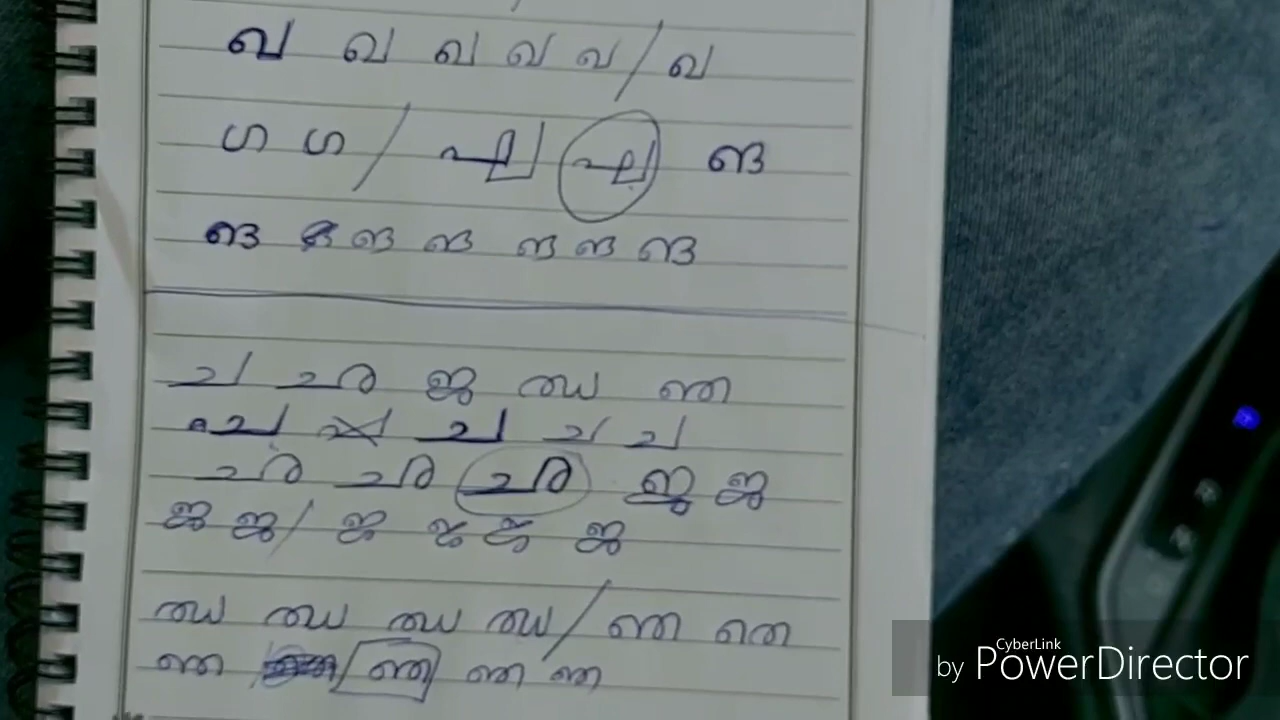 ഖ ഖ ഖ ഖ ഖ / ഖ
ഗ ഗ / ഘ ഘ ങ
ങ ങ ങ ങ ങ ങ ങ
ച ഛ ജ ഝ ഞ
ച ച ച ച
ഛ ഛ ഛ ജ ജ
ജ ജ / ജ ജ ജ ജ
ഝ ഝ ഝ ഝ / ഞ ഞ
ഞ ഞ ഞ ഞ
by CyberLink PowerDirector